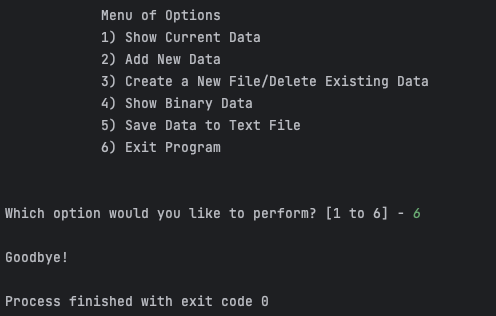 Menu of Options
1) Show Current Data
2) Add New Data
3) Create a New File/Delete Existing Data
4) Show Binary Data
5) Save Data to Text File
6) Exit Program
Which option would you like to perform? [1 to 6] - 6
Goodbye!
Process finished with exit code 0